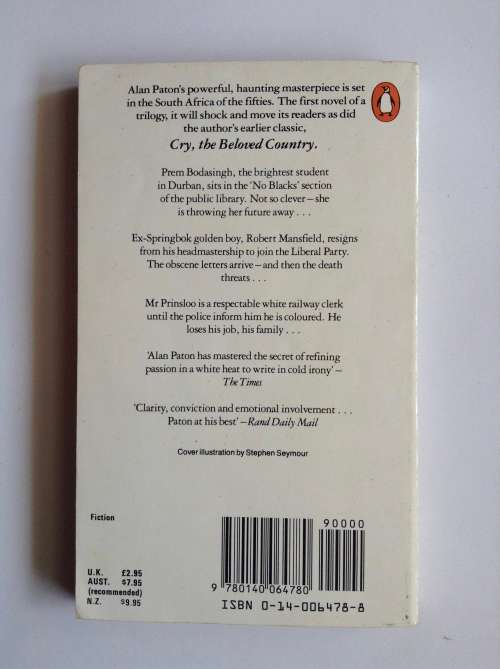 Alan Paton's powerful, haunting masterpiece is set
in the South Africa of the fifties. The first novel of a
trilogy, it will shock and move its readers as did
the author's earlier classic,
Cry, the Beloved Country.
Prem Bodasingh, the brightest student
in Durban, sits in the 'No Blacks' section
of the public library. Not so clever – she
is throwing her future away . . .
Ex-Springbok golden boy, Robert Mansfield, resigns
from his headmastership to join the Liberal Party.
The obscene letters arrive – and then the death
threats . . .
Mr Prinsloo is a respectable white railway clerk
until the police inform him he is coloured. He
loses his job, his family . . .
'Alan Paton has mastered the secret of refining
passion in a white heat to write in cold irony' –
The Times
'Clarity, conviction and emotional involvement . . .
Paton at his best' – Rand Daily Mail
Cover illustration by Stephen Seymour
Fiction
U.K. £2.95
AUST. $7.95
(recommended)
N.Z. $9.95
90000
9 780140 064780
ISBN 0-14-006478-8